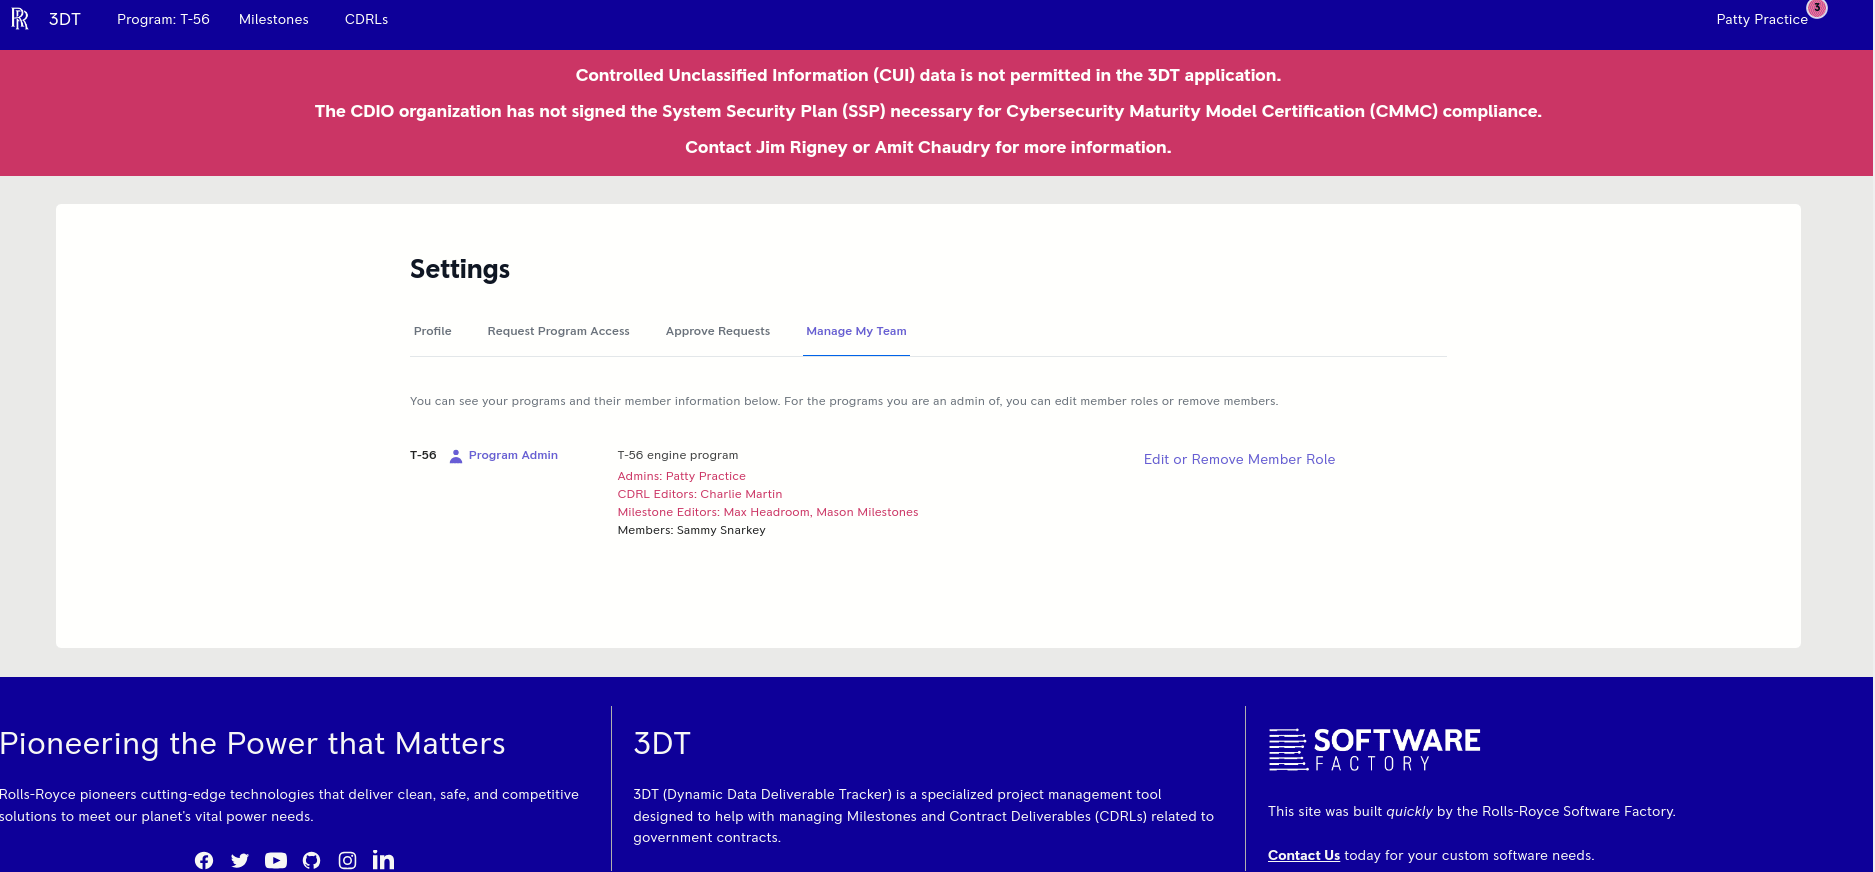 3DT Program: T-56 Milestones CDRLs Patty Practice 3
Controlled Unclassified Information (CUI) data is not permitted in the 3DT application.
The CDIO organization has not signed the System Security Plan (SSP) necessary for Cybersecurity Maturity Model Certification (CMMC) compliance.
Contact Jim Rigney or Amit Chaudry for more information.
Settings
Profile Request Program Access Approve Requests Manage My Team
You can see your programs and their member information below. For the programs you are an admin of, you can edit member roles or remove members.
T-56 Program Admin T-56 engine program Edit or Remove Member Role
Admins: Patty Practice
CDRL Editors: Charlie Martin
Milestone Editors: Max Headroom, Mason Milestones
Members: Sammy Snarkey
Pioneering the Power that Matters
Rolls-Royce pioneers cutting-edge technologies that deliver clean, safe, and competitive
solutions to meet our planet's vital power needs.
3DT
3DT (Dynamic Data Deliverable Tracker) is a specialized project management tool
designed to help with managing Milestones and Contract Deliverables (CDRLs) related to
government contracts.
SOFTWARE
FACTORY
This site was built quickly by the Rolls-Royce Software Factory.
Contact Us today for your custom software needs.